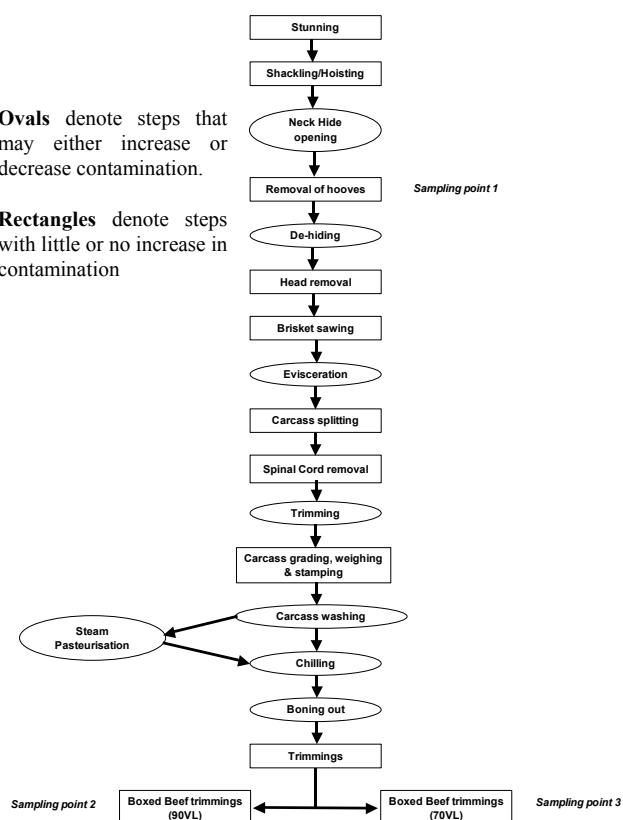 Stunning
Shackling/Hoisting
Neck Hide
opening
Ovals denote steps that
may either increase or
decrease contamination.
Removal of hooves
Sampling point 1
Rectangles denote steps
with little or no increase in
contamination
De-hiding
Head removal
Brisket sawing
Evisceration
Carcass splitting
Spinal Cord removal
Trimming
Carcass grading, weighing
& stamping
Carcass washing
Steam
Pasteurisation
Chilling
Boning out
Trimmings
Sampling point 2
Boxed Beef trimmings
(90VL)
Boxed Beef trimmings
(70VL)
Sampling point 3